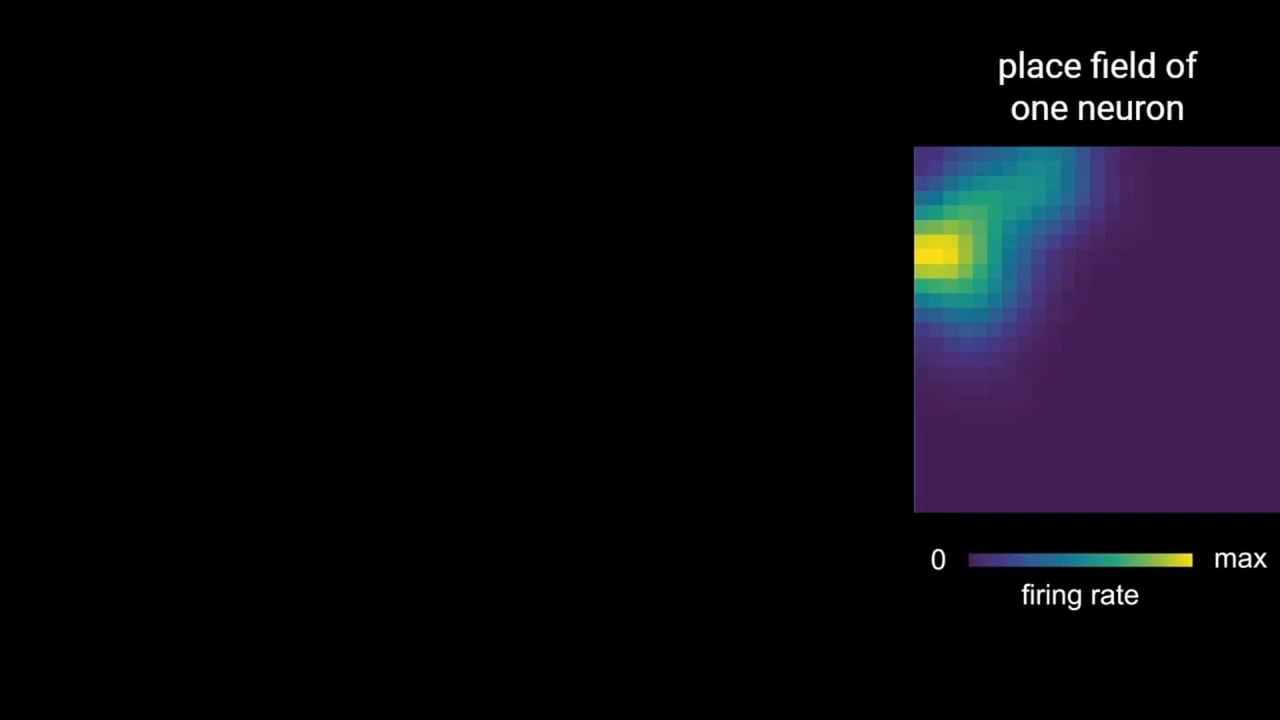 place field of
one neuron
0 max
firing rate